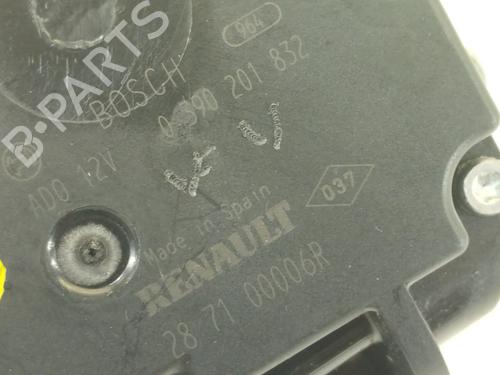 B-PARTS
964
BOSCH
0 390 201 832
ADO 12V
037
Made in Spain
RENAULT
28 71 00006R